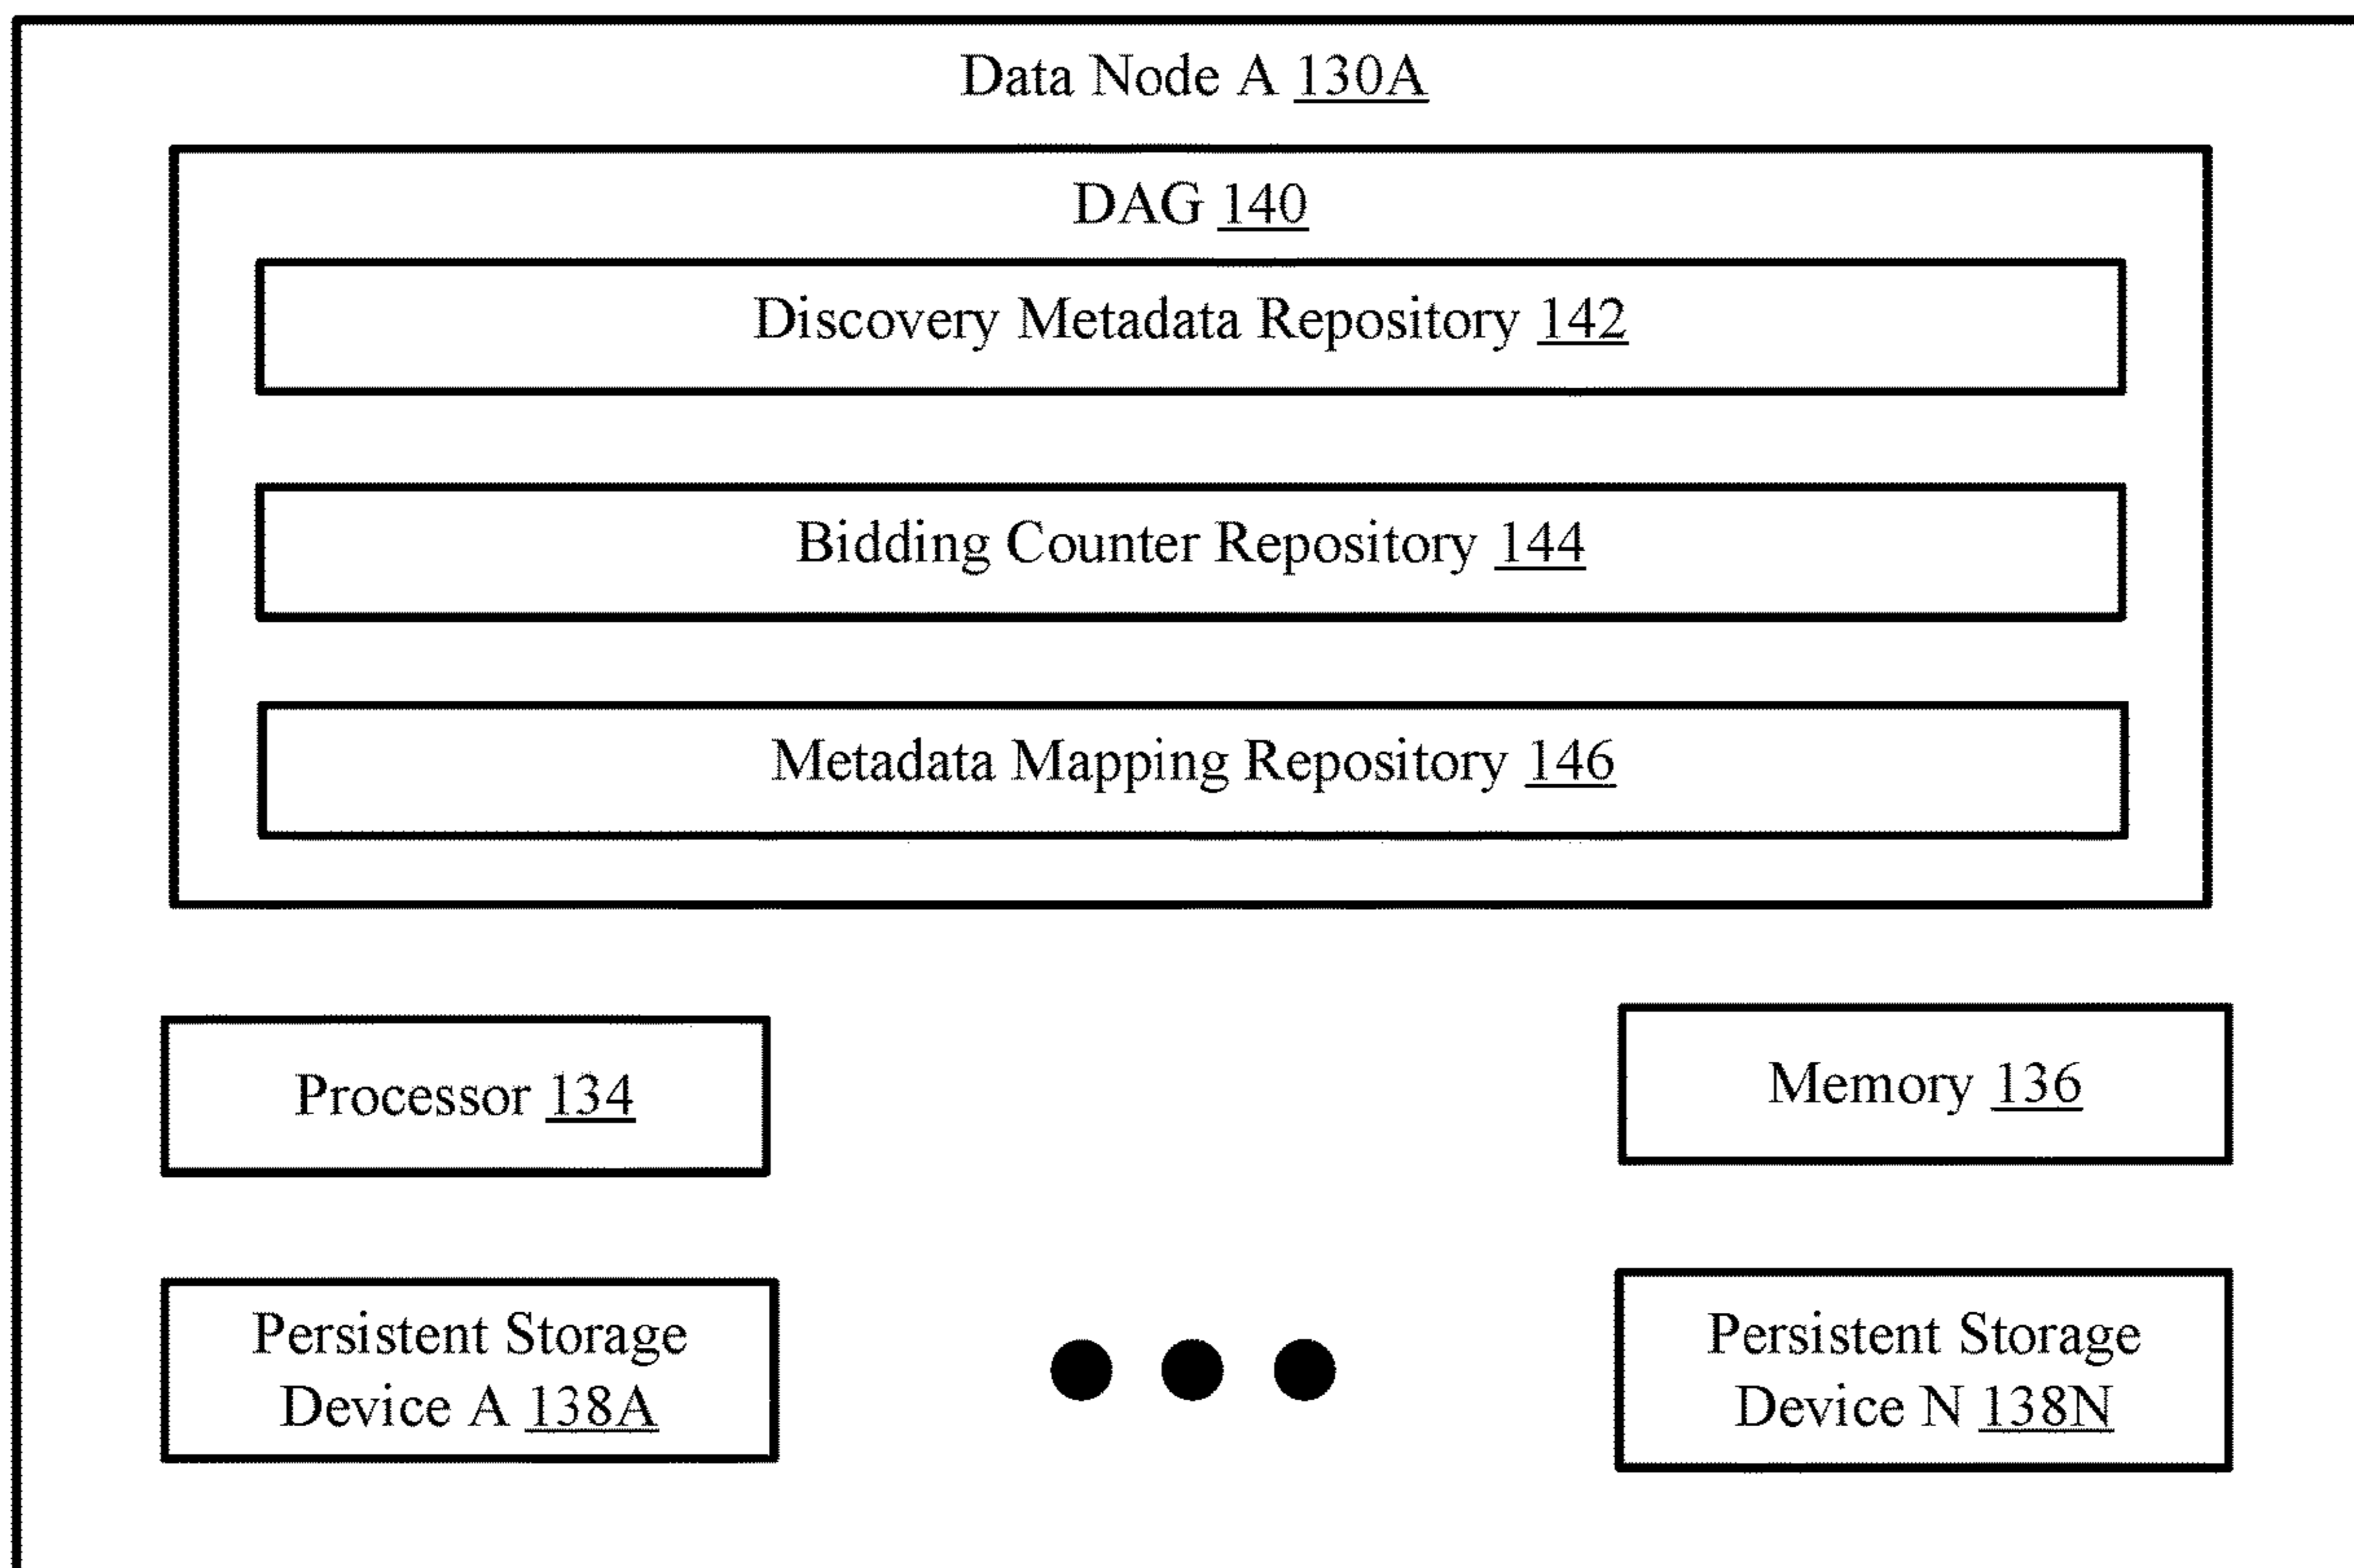 Data Node A 130A
DAG 140
Discovery Metadata Repository 142
Bidding Counter Repository 144
Metadata Mapping Repository 146
Processor 134
Memory 136
Persistent Storage
Device A 138A
Persistent Storage
Device N 138N